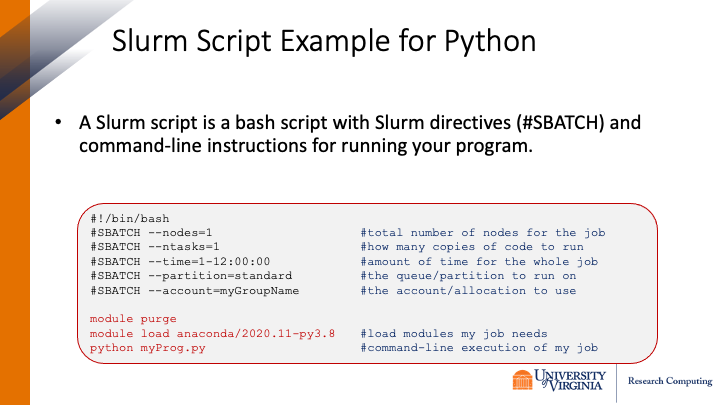 Slurm Script Example for Python
• A Slurm script is a bash script with Slurm directives (#SBATCH) and
command-line instructions for running your program.
#!/bin/bash
#SBATCH --nodes=1 #total number of nodes for the job
#SBATCH --ntasks=1 #how many copies of code to run
#SBATCH --time=1-12:00:00 #amount of time for the whole job
#SBATCH --partition=standard #the queue/partition to run on
#SBATCH --account=myGroupName #the account/allocation to use
module purge
module load anaconda/2020.11-py3.8 #load modules my job needs
python myProg.py #command-line execution of my job
UNIVERSITY
of VIRGINIA
Research Computing